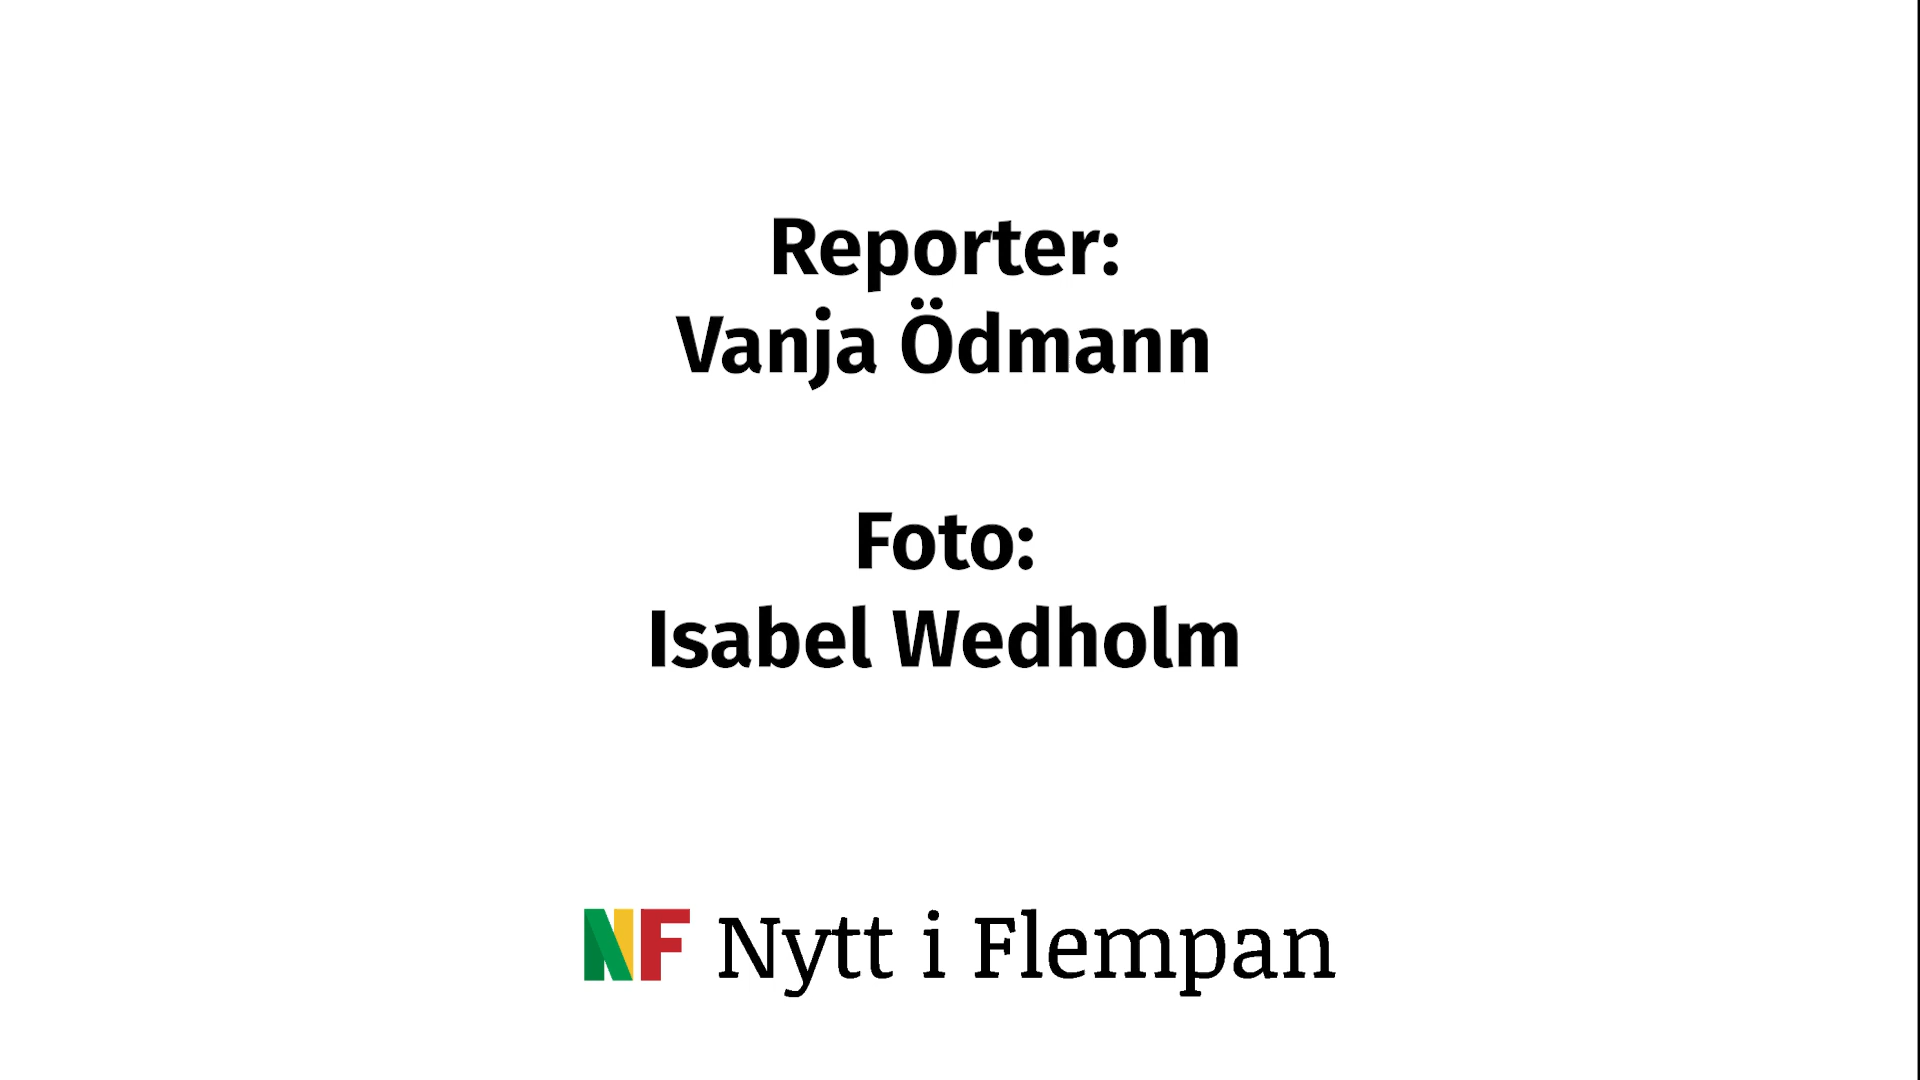 Reporter:
Vanja Ödmann
Foto:
Isabel Wedholm
NF Nytt i Flempan